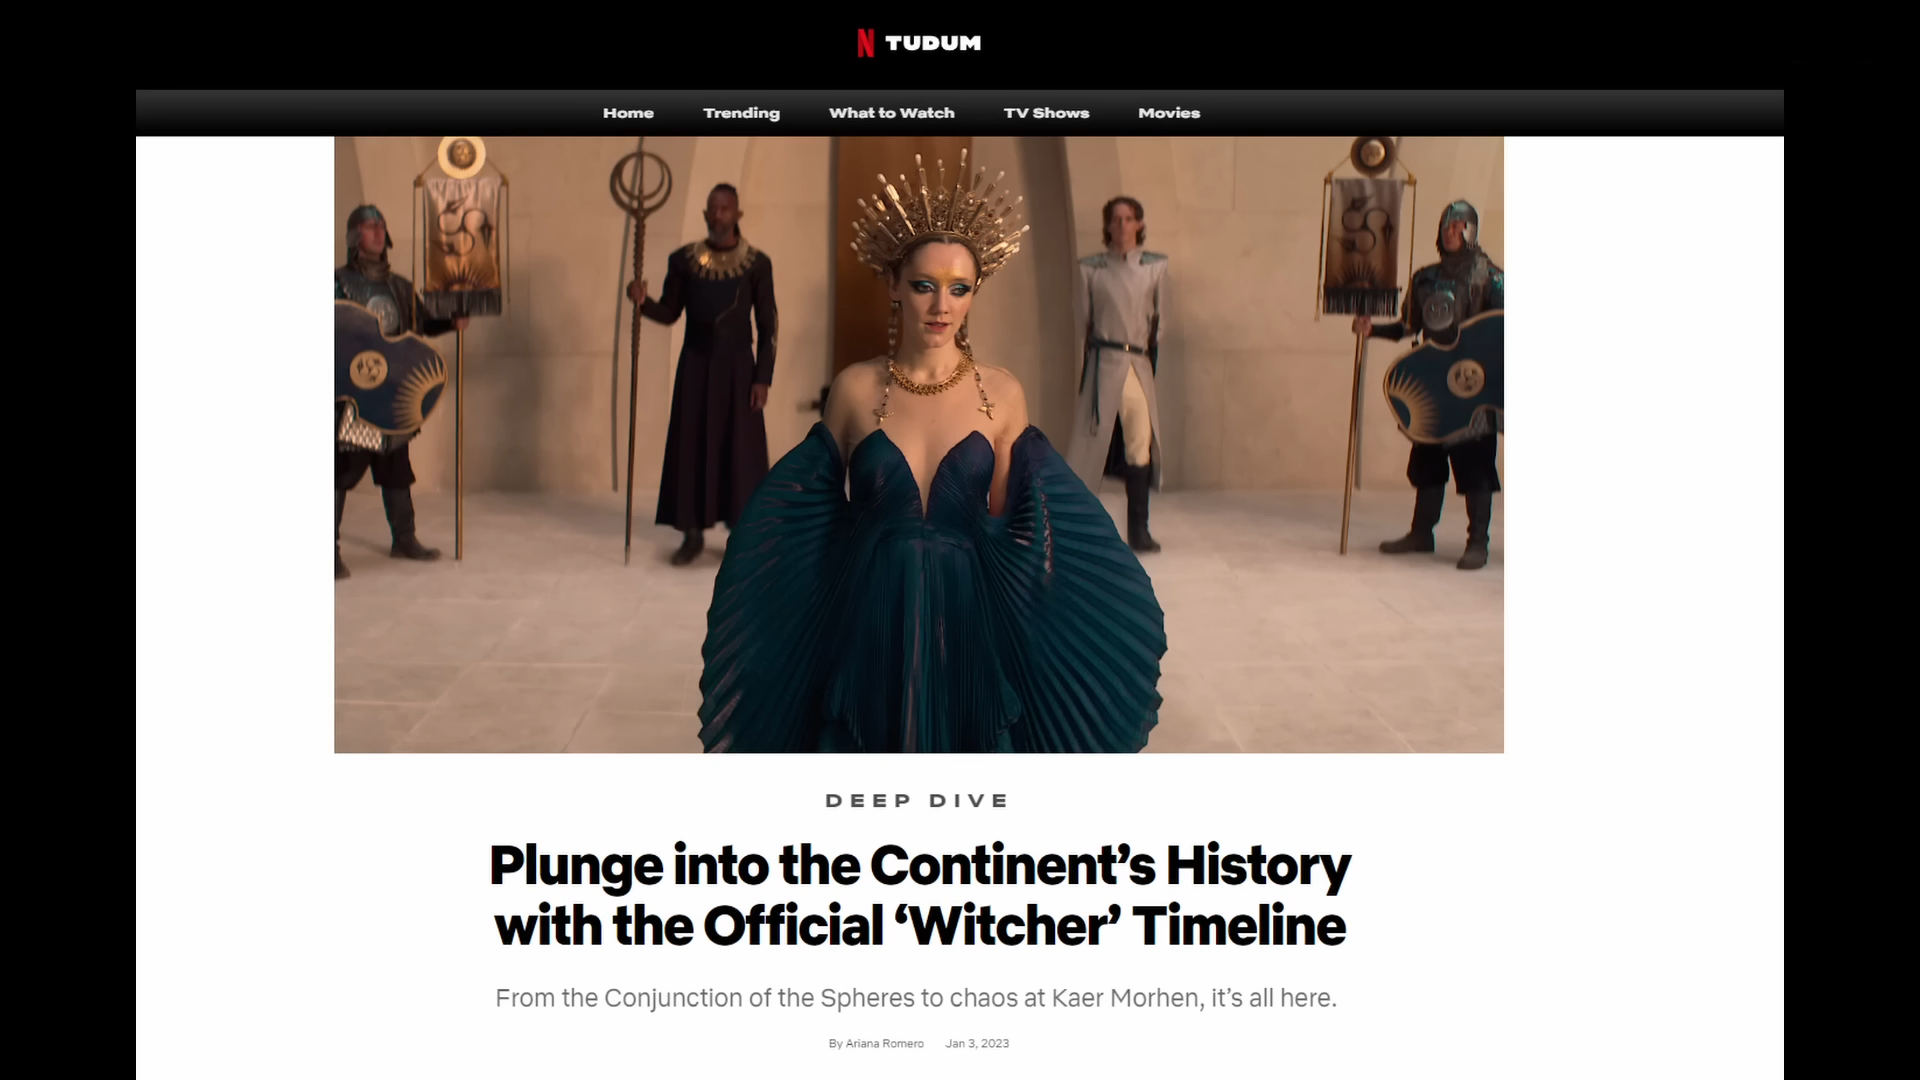 N TUDUM
Home Trending What to Watch TV Shows Movies
DEEP DIVE
Plunge into the Continent’s History
with the Official ‘Witcher’ Timeline
From the Conjunction of the Spheres to chaos at Kaer Morhen, it’s all here.
By Ariana Romero Jan 3, 2023